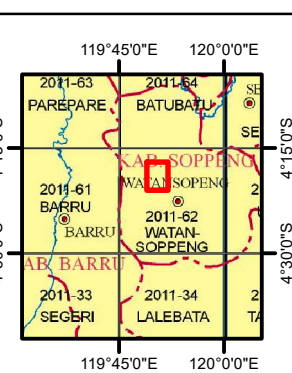 119°45'0"E 120°0'0"E
2011-63 2011-64
PAREPARE BATUBATU
4°15'0"S
KAB. SOPPENG
WATANSOPENG
2011-61
BARRU
BARRU
2011-62
WATAN-
SOPPENG
4°30'0"S
KAB. BARRU
2011-33 2011-34
SEGERI LALEBATA
119°45'0"E 120°0'0"E